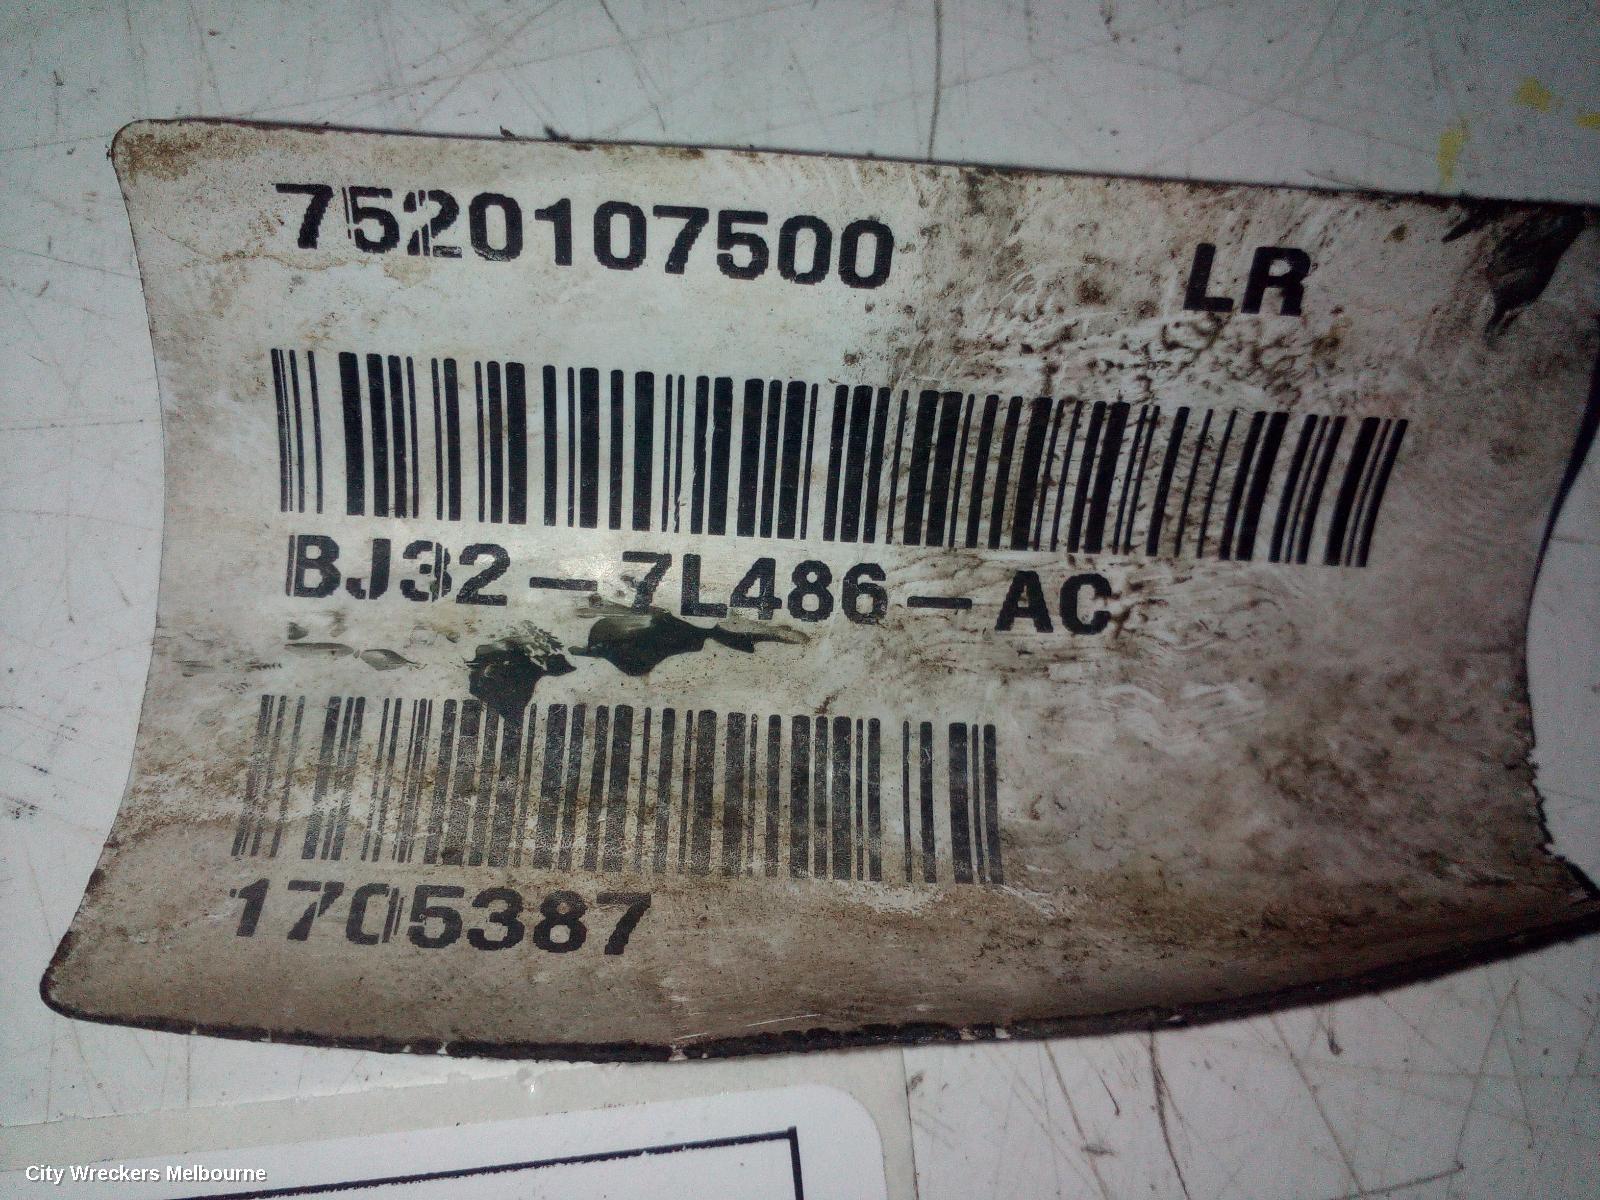 7520107500 LR
BJ32-7L486-AC
1705387
City Wreckers Melbourne